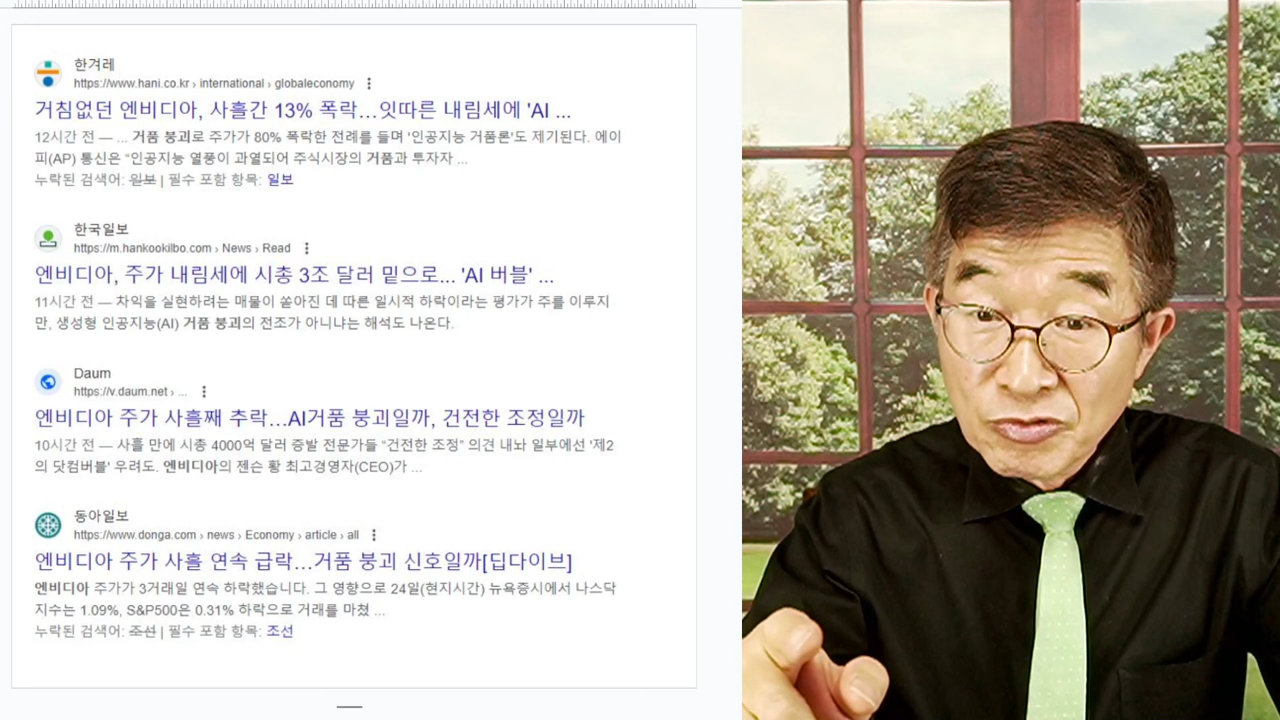 한겨레
https://www.hani.co.kr › international › globaleconomy
거침없던 엔비디아, 사흘간 13% 폭락...잇따른 내림세에 'AI ...
12시간 전 — ... 거품 붕괴로 주가가 80% 폭락한 전례를 들며 '인공지능 거품론'도 제기된다. 에이
피(AP) 통신은 “인공지능 열풍이 과열되어 주식시장의 거품과 투자자 ...
누락된 검색어: 일보 | 필수 포함 항목: 일보
한국일보
https://m.hankookilbo.com › News › Read
엔비디아, 주가 내림세에 시총 3조 달러 밑으로... 'AI 버블' ...
11시간 전 — 차익을 실현하려는 매물이 쏟아진 데 따른 일시적 하락이라는 평가가 주를 이루지
만, 생성형 인공지능(AI) 거품 붕괴의 전조가 아니냐는 해석도 나온다.
Daum
https://v.daum.net › ...
엔비디아 주가 사흘째 추락...AI거품 붕괴일까, 건전한 조정일까
10시간 전 — 사흘 만에 시총 4000억 달러 증발 전문가들 “건전한 조정” 의견 내놔 일부에선 '제2
의 닷컴버블' 우려도. 엔비디아의 젠슨 황 최고경영자(CEO)가 ...
동아일보
https://www.donga.com › news › Economy › article › all
엔비디아 주가 사흘 연속 급락...거품 붕괴 신호일까[딥다이브]
엔비디아 주가가 3거래일 연속 하락했습니다. 그 영향으로 24일(현지시간) 뉴욕증시에서 나스닥
지수는 1.09%, S&P500은 0.31% 하락으로 거래를 마쳤 ...
누락된 검색어: 조선 | 필수 포함 항목: 조선